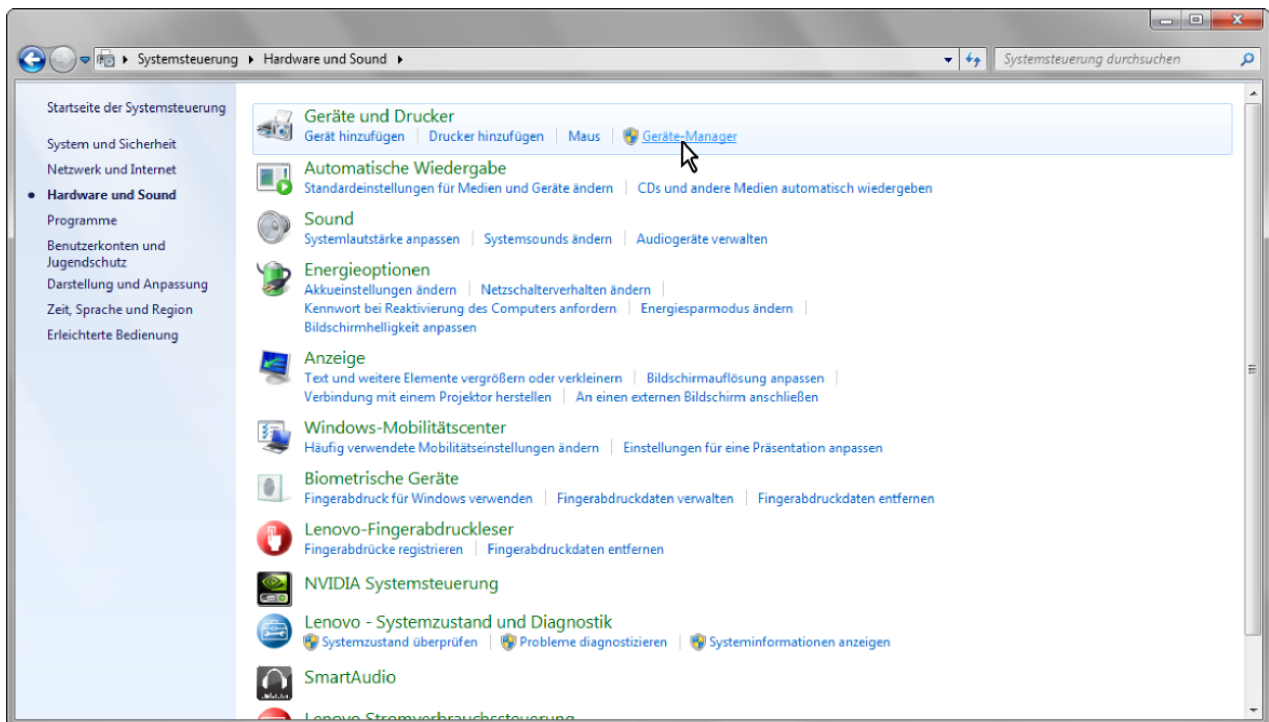 Systemsteuerung Hardware und Sound
Systemsteuerung durchsuchen
Startseite der Systemsteuerung
System und Sicherheit
Netzwerk und Internet
Hardware und Sound
Programme
Benutzerkonten und
Jugendschutz
Darstellung und Anpassung
Zeit, Sprache und Region
Erleichterte Bedienung
Geräte und Drucker
Gerät hinzufügen Drucker hinzufügen Maus Geräte-Manager
Automatische Wiedergabe
Standardeinstellungen für Medien und Geräte ändern CDs und andere Medien automatisch wiedergeben
Sound
Systemlautstärke anpassen Systemsounds ändern Audiogeräte verwalten
Energieoptionen
Akkueinstellungen ändern Netzschalterverhalten ändern
Kennwort bei Reaktivierung des Computers anfordern Energiesparmodus ändern
Bildschirmhelligkeit anpassen
Anzeige
Text und weitere Elemente vergrößern oder verkleinern Bildschirmauflösung anpassen
Verbindung mit einem Projektor herstellen An einen externen Bildschirm anschließen
Windows-Mobilitätscenter
Häufig verwendete Mobilitätseinstellungen ändern Einstellungen für eine Präsentation anpassen
Biometrische Geräte
Fingerabdruck für Windows verwenden Fingerabdruckdaten verwalten Fingerabdruckdaten entfernen
Lenovo-Fingerabdruckleser
Fingerabdrücke registrieren Fingerabdruckdaten entfernen
NVIDIA Systemsteuerung
Lenovo - Systemzustand und Diagnostik
Systemzustand überprüfen Probleme diagnostizieren Systeminformationen anzeigen
SmartAudio
Lenovo Stromverbrauchssteuerung